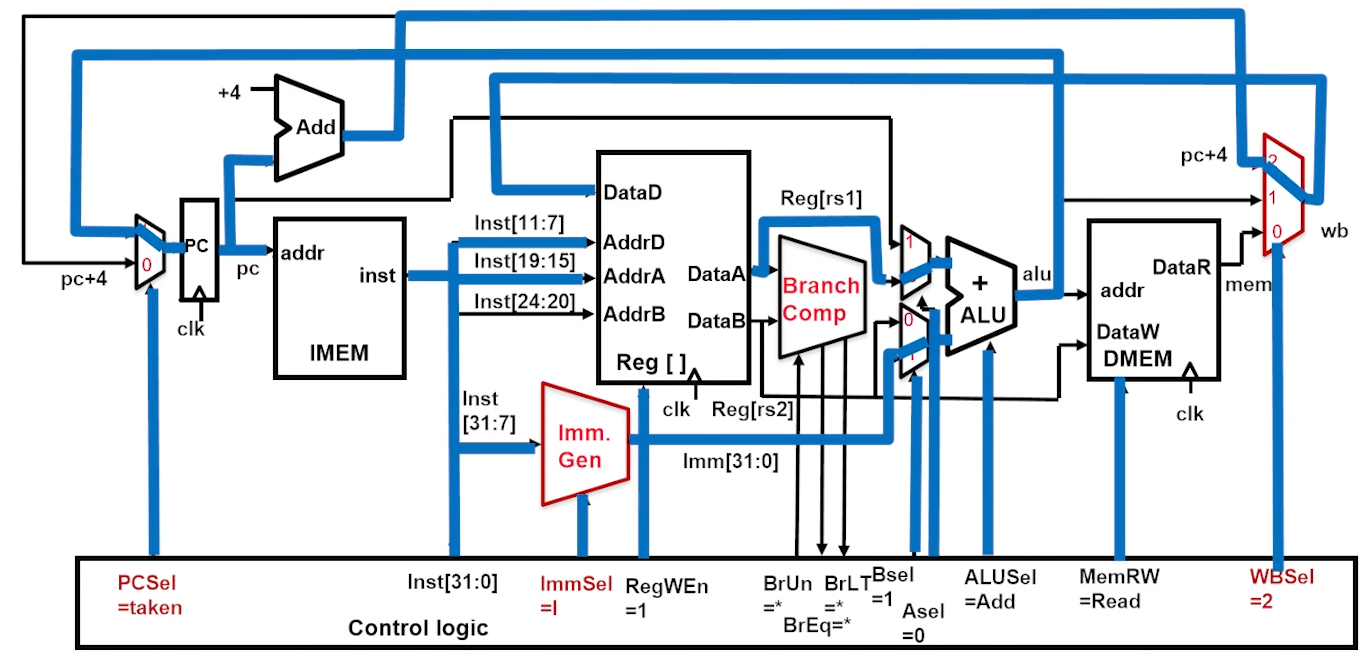 +4
Add
pc+4
DataD
Reg[rs1]
2
1
0
wb
Inst[11:7]
AddrD
1
PC
addr
pc
Inst[19:15]
AddrA
DataA
Branch
Comp
+
ALU
alu
DataR
mem
0
pc+4
inst
Inst[24:20]
AddrB
DataB
0
1
addr
DataW
DMEM
clk
IMEM
Reg [ ]
clk
Reg[rs2]
clk
Inst
[31:7]
Imm.
Gen
Imm[31:0]
PCSel
=taken
Inst[31:0]
ImmSel
=I
RegWEn
=1
BrUn
=*
BrLT
=*
BrEq=*
Bsel
=1
Asel
=0
ALUSel
=Add
MemRW
=Read
WBSel
=2
Control logic